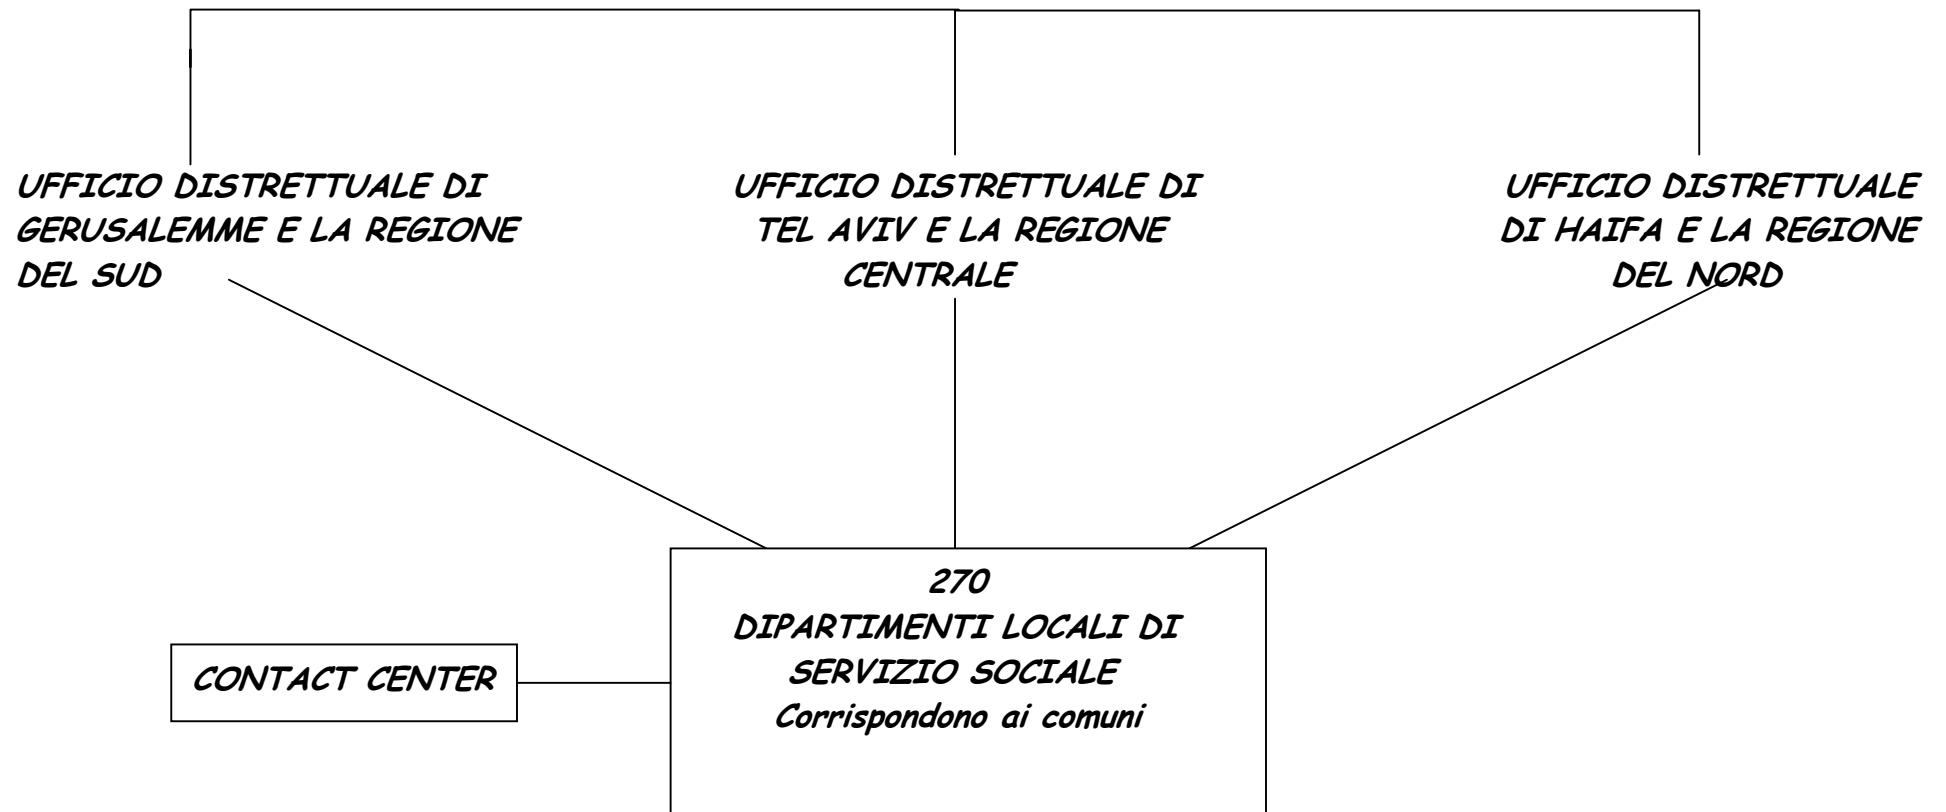 UFFICIO DISTRETTUALE DI
GERUSALEMME E LA REGIONE
DEL SUD
UFFICIO DISTRETTUALE DI
TEL AVIV E LA REGIONE
CENTRALE
UFFICIO DISTRETTUALE
DI HAIFA E LA REGIONE
DEL NORD
270
DIPARTIMENTI LOCALI DI
SERVIZIO SOCIALE
Corrispondono ai comuni
CONTACT CENTER